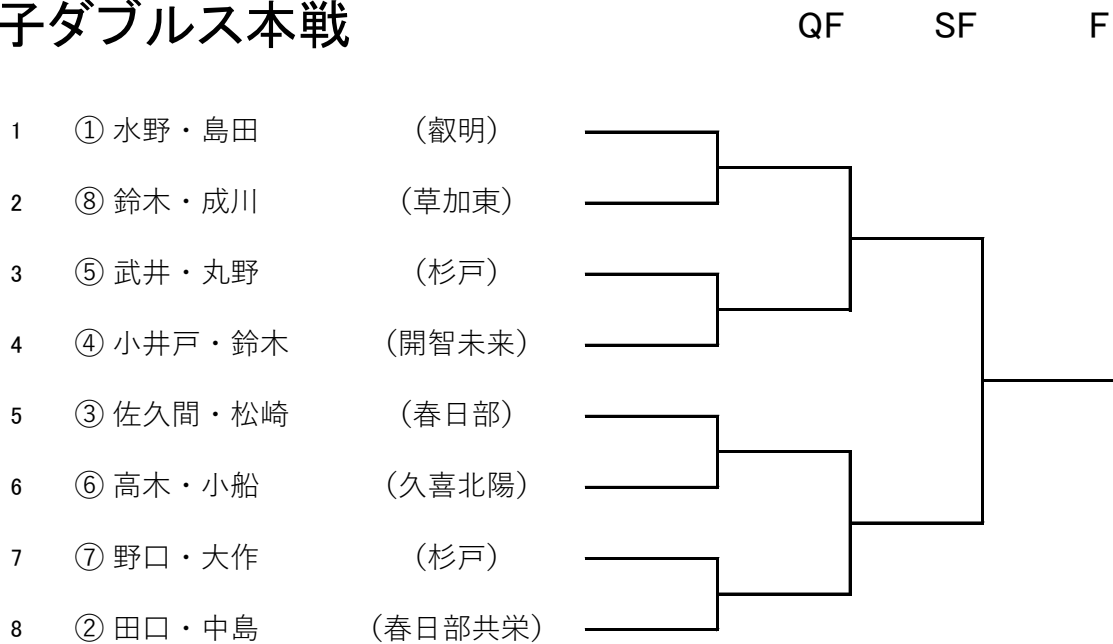 子ダブルス本戦 QF SF F
1 ① 水野・島田 （叡明）
2 ⑧ 鈴木・成川 （草加東）
3 ⑤ 武井・丸野 （杉戸）
4 ④ 小井戸・鈴木 （開智未来）
5 ③ 佐久間・松崎 （春日部）
6 ⑥ 高木・小船 （久喜北陽）
7 ⑦ 野口・大作 （杉戸）
8 ② 田口・中島 （春日部共栄）